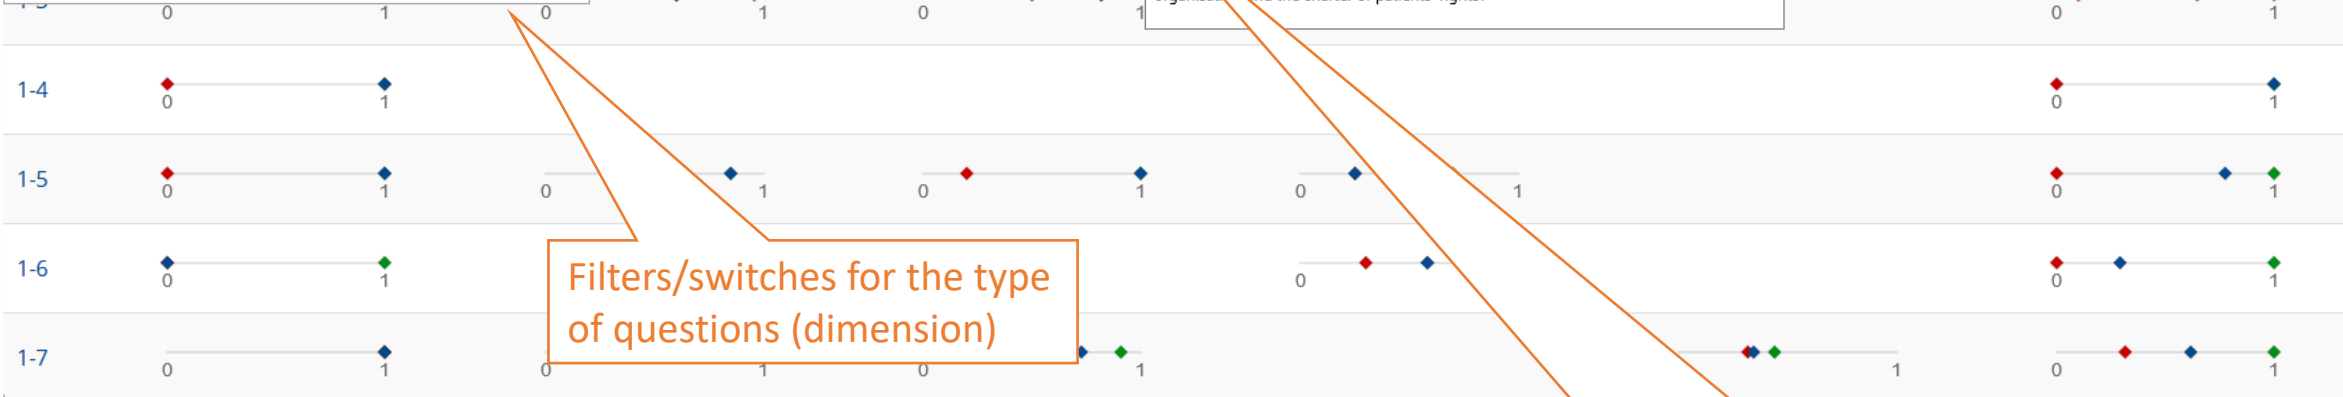 0 1 0 1 0 1 0 1
1-4 0 1 0 1
1-5 0 1 0 1 0 1 0 1 0 1
1-6 0 1 0 0 1
Filters/switches for the type
of questions (dimension)
1-7 0 1 0 1 0 1 1 0 1